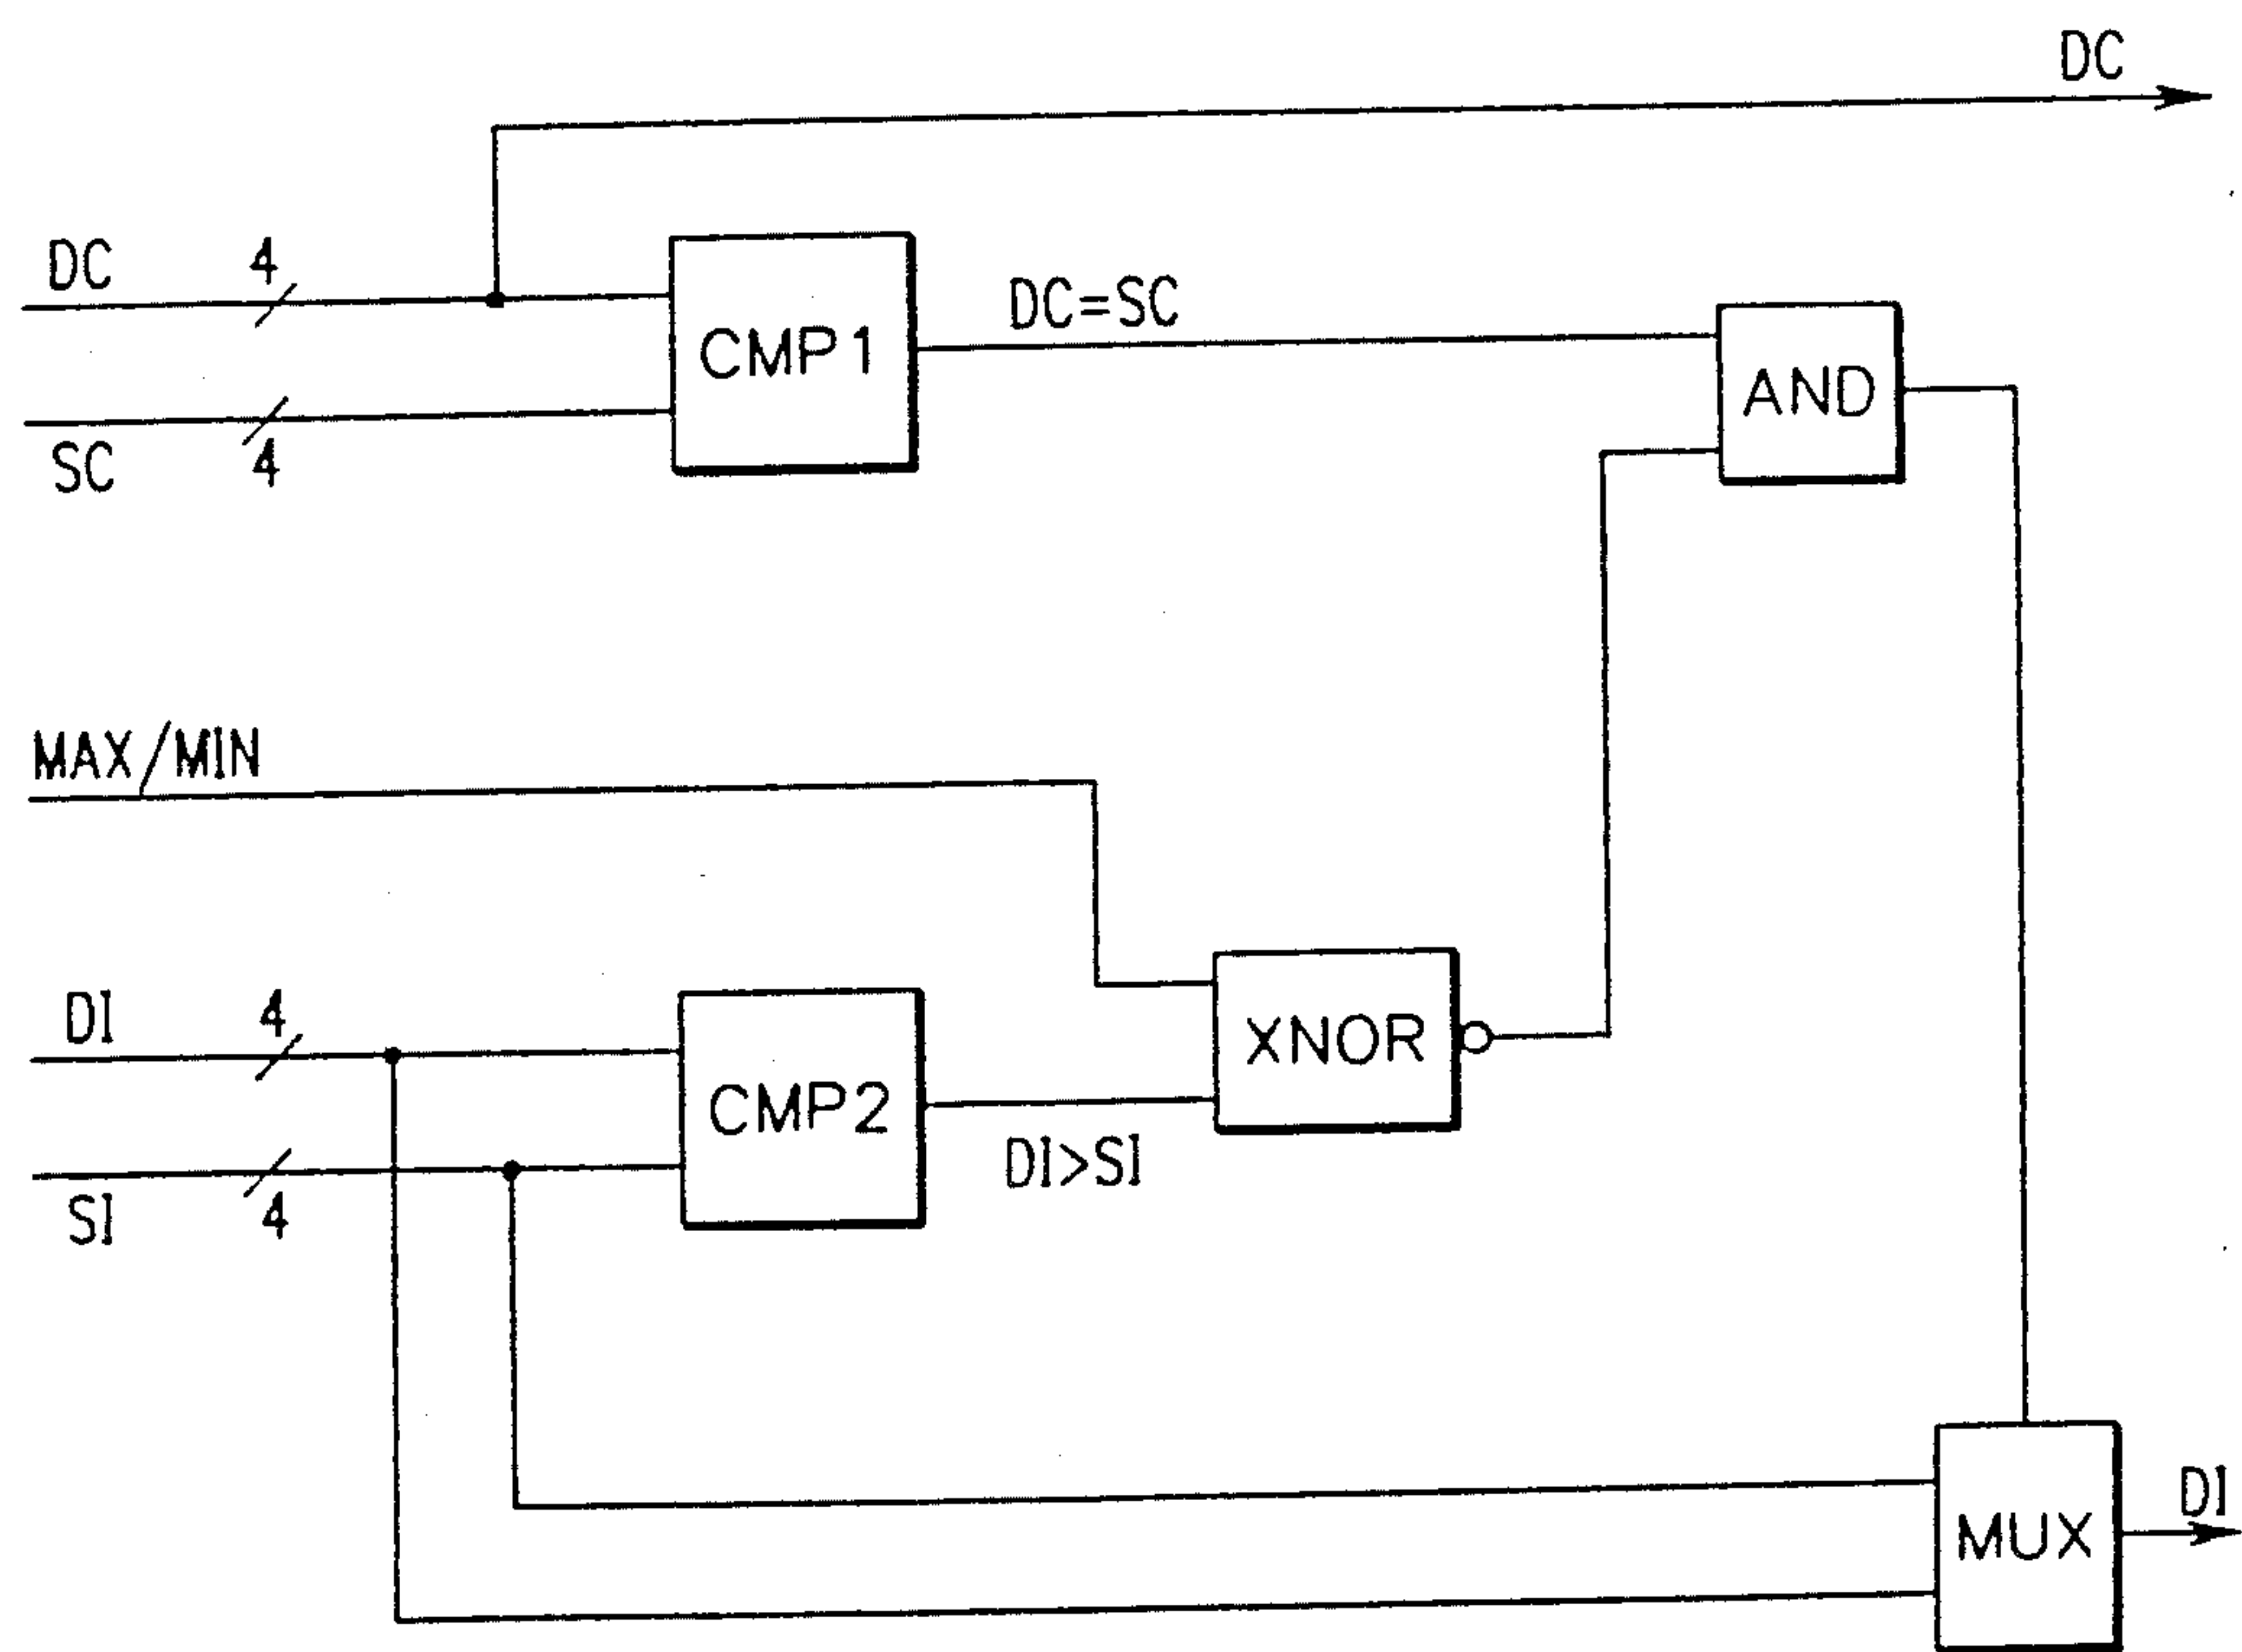 DC
DC
4
CMP1
DC=SC
AND
SC
4
MAX/MIN
DI
4
XNOR
CMP2
DI>SI
SI
4
DI
MUX